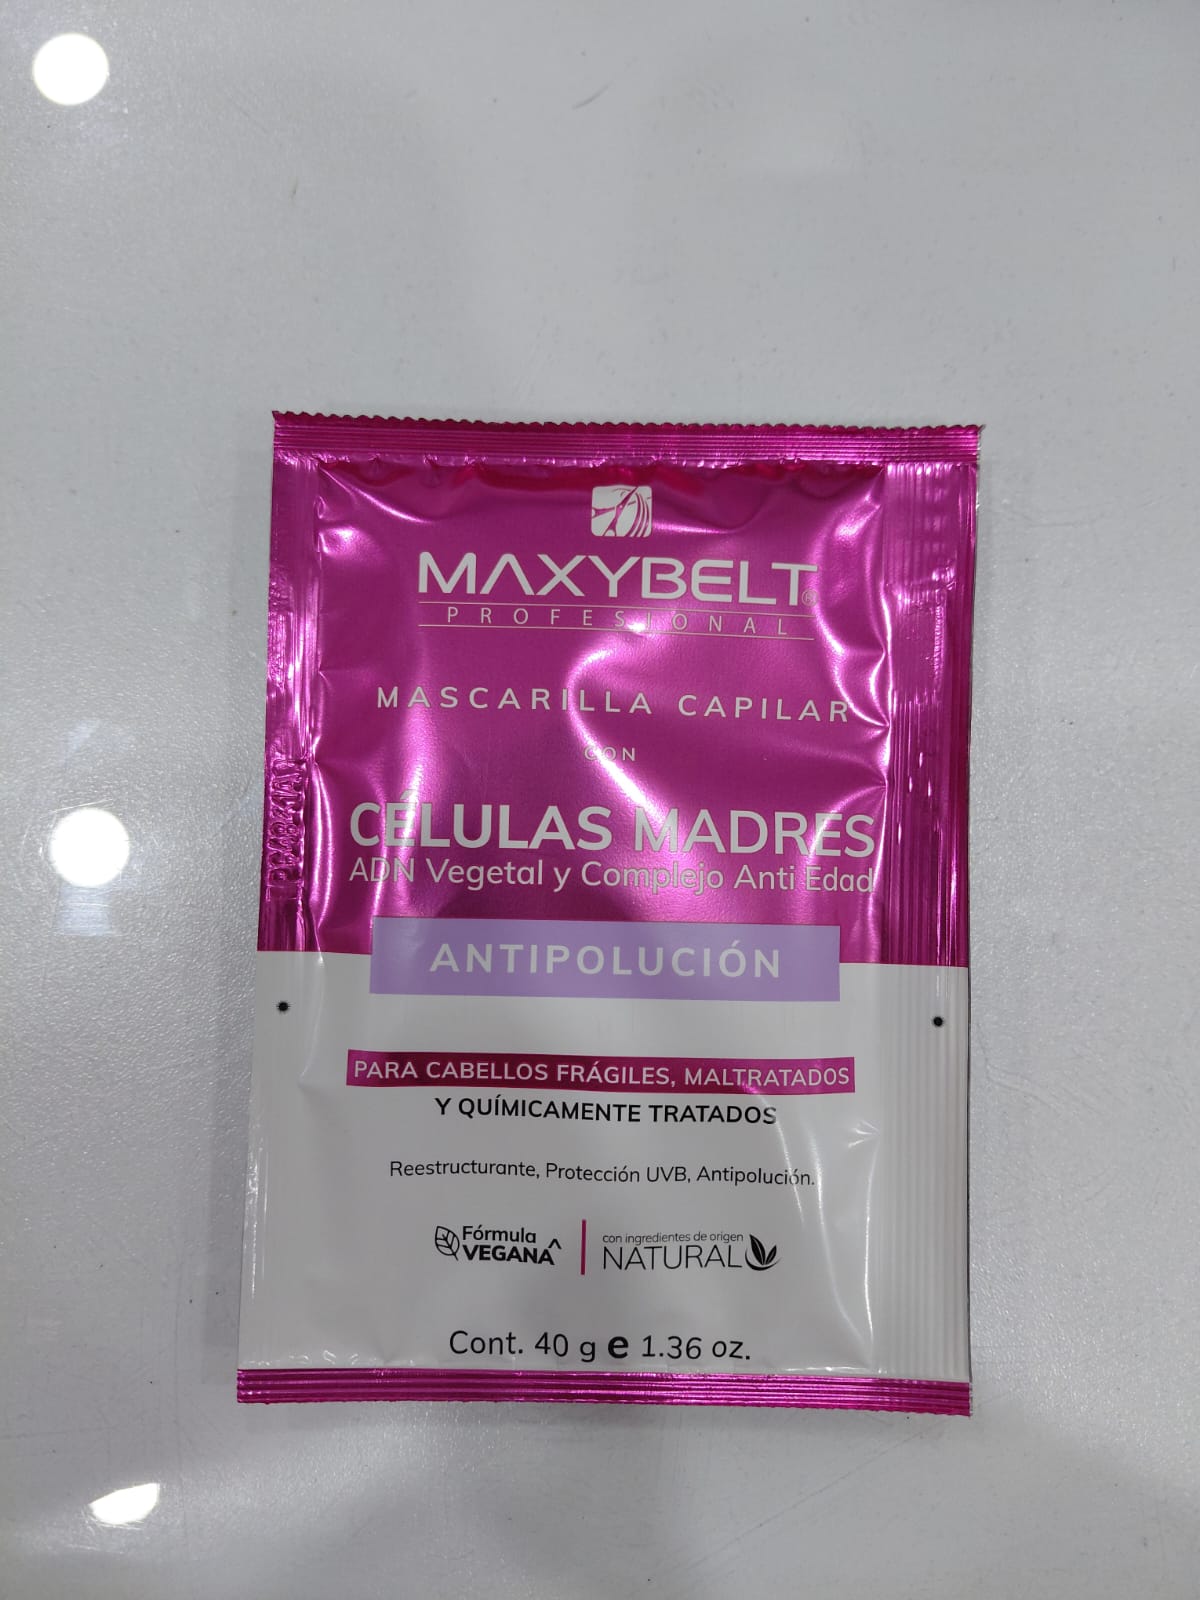 MAXYBELT®
PROFESIONAL
MASCARILLA CAPILAR
CON
CÉLULAS MADRES
ADN Vegetal y Complejo Anti Edad
ANTIPOLUCIÓN
PARA CABELLOS FRÁGILES, MALTRATADOS
Y QUÍMICAMENTE TRATADOS
Reestructurante, Protección UVB, Antipolución.
Fórmula
VEGANA^
con ingredientes de origen
NATURAL
Cont. 40 g e 1.36 oz.